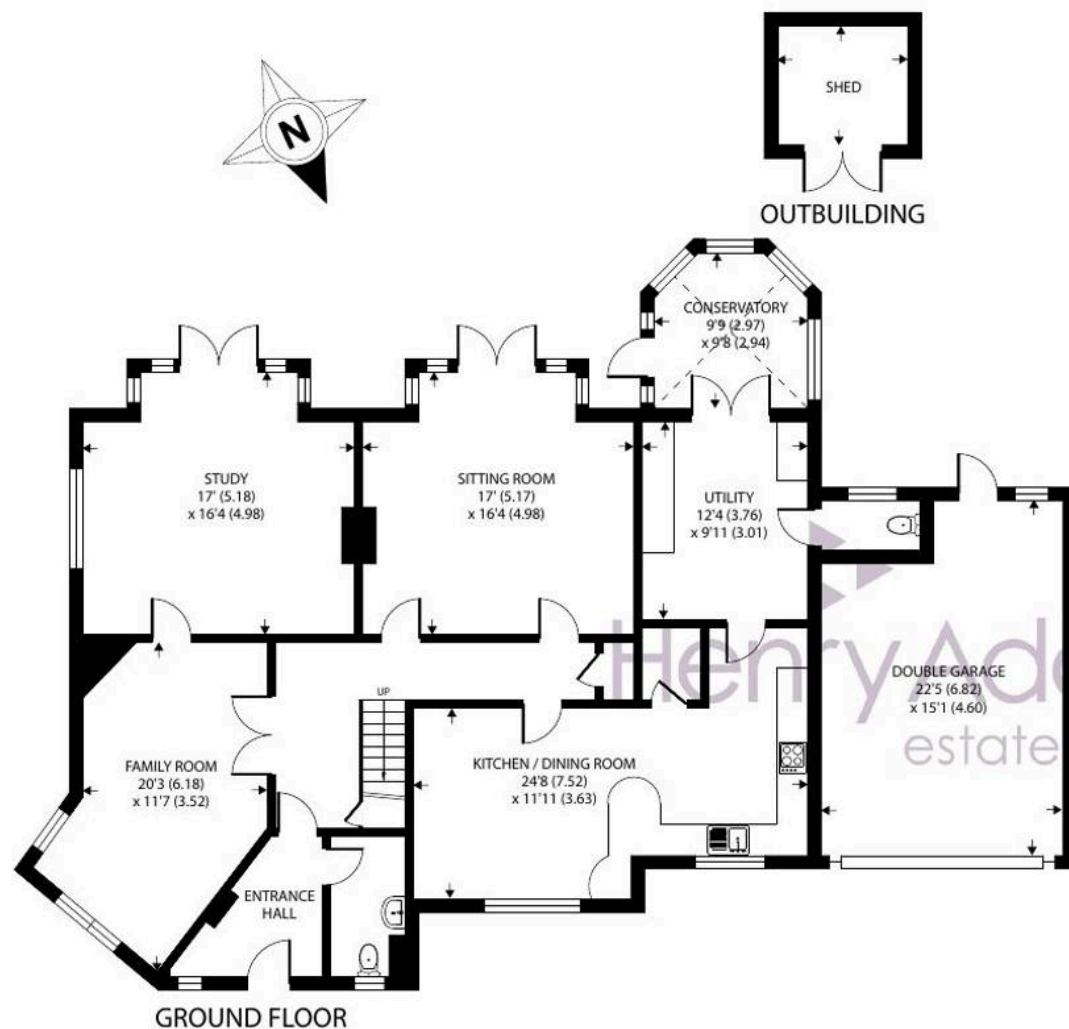 N
SHED
OUTBUILDING
CONSERVATORY
9'9 (2.97)
x 9'8 (2.94)
STUDY
17' (5.18)
x 16'4 (4.98)
SITTING ROOM
17' (5.17)
x 16'4 (4.98)
UTILITY
12'4 (3.76)
x 9'11 (3.01)
HenryAda
estate
DOUBLE GARAGE
22'5 (6.82)
x 15'1 (4.60)
UP
FAMILY ROOM
20'3 (6.18)
x 11'7 (3.52)
KITCHEN / DINING ROOM
24'8 (7.52)
x 11'11 (3.63)
ENTRANCE
HALL
GROUND FLOOR